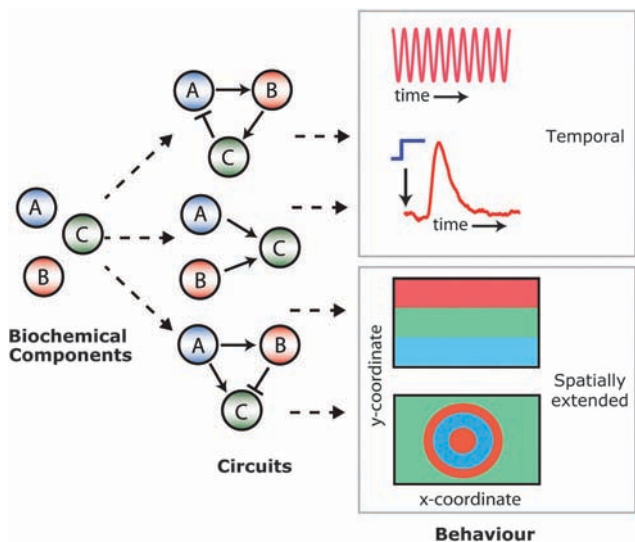 A
B
C
time
Temporal
time
A
C
B
A
B
C
Biochemical
Components
A
B
C
Circuits
y-coordinate
Spatially
extended
x-coordinate
Behaviour